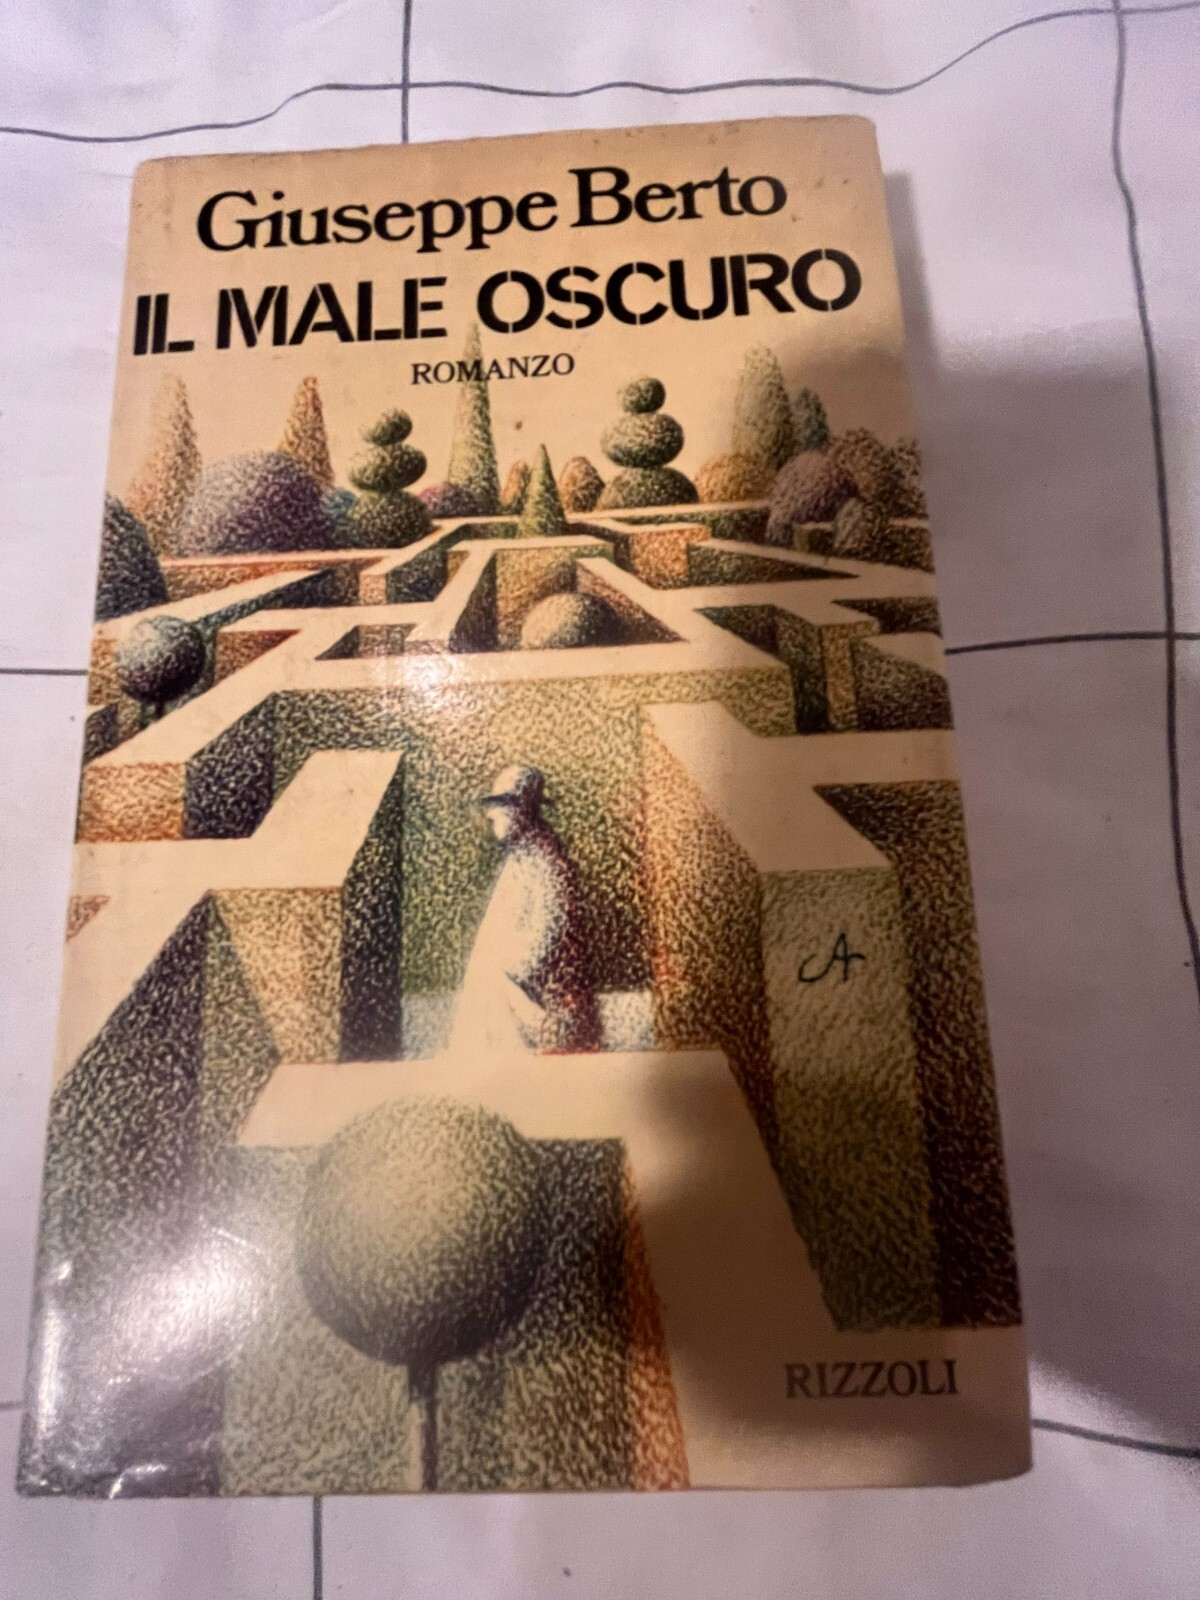 Giuseppe Berto
IL MALE OSCURO
ROMANZO
RIZZOLI